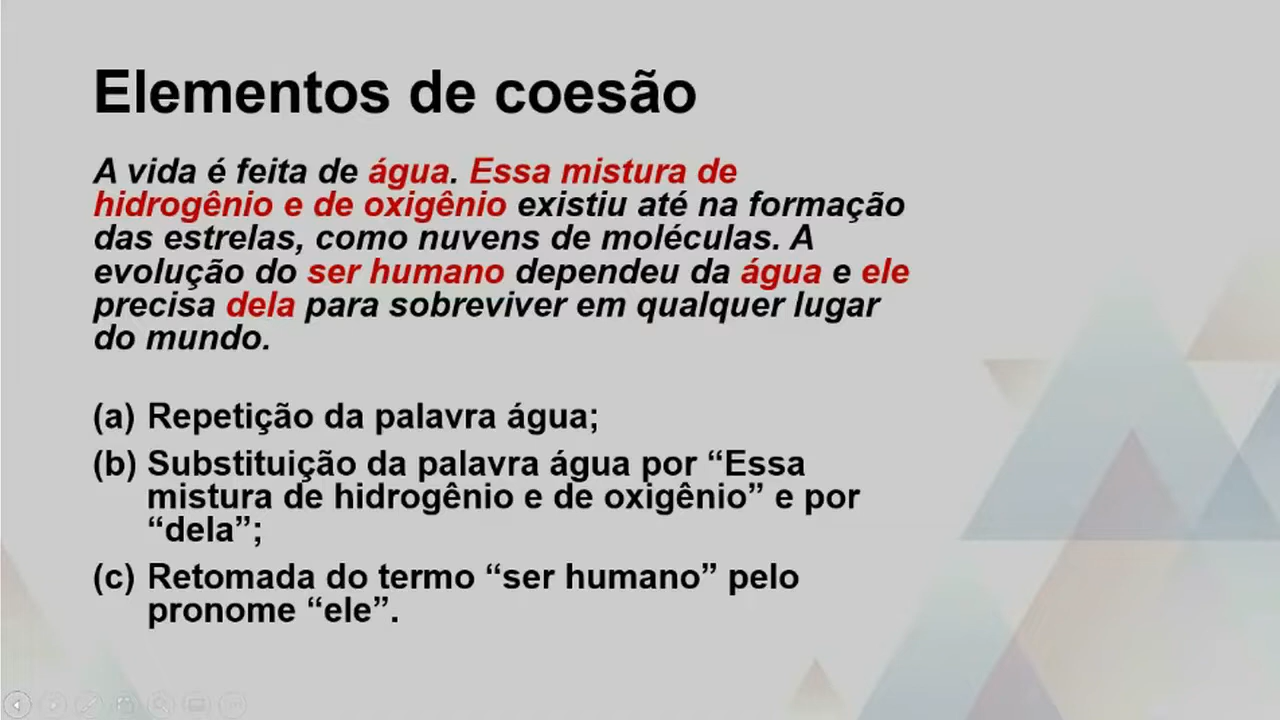 Elementos de coesão
A vida é feita de água. Essa mistura de
hidrogênio e de oxigênio existiu até na formação
das estrelas, como nuvens de moléculas. A
evolução do ser humano dependeu da água e ele
precisa dela para sobreviver em qualquer lugar
do mundo.
(a) Repetição da palavra água;
(b) Substituição da palavra água por “Essa
mistura de hidrogênio e de oxigênio” e por
“dela”;
(c) Retomada do termo “ser humano” pelo
pronome “ele”.